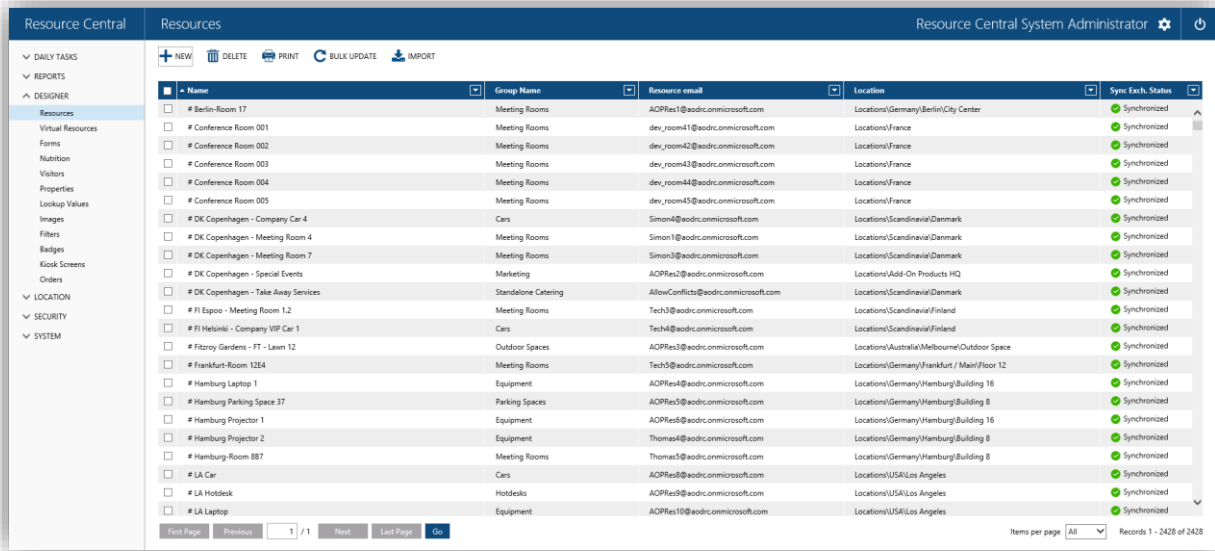 Resource Central Resources Resource Central System Administrator
DAILY TASKS
REPORTS
DESIGNER
Resources
Virtual Resources
Forms
Nutrition
Visitors
Properties
Lookup Values
Images
Filters
Badges
Kiosk Screens
Orders
LOCATION
SECURITY
SYSTEM
NEW DELETE PRINT BULK UPDATE IMPORT
Name Group Name Resource email Location Sync Exch. Status
# Berlin-Room 17 Meeting Rooms AOPRes1@aodrc.onmicrosoft.com Locations\Germany\Berlin\City Center Synchronized
# Conference Room 001 Meeting Rooms dev_room41@aodrc.onmicrosoft.com Locations\France Synchronized
# Conference Room 002 Meeting Rooms dev_room42@aodrc.onmicrosoft.com Locations\France Synchronized
# Conference Room 003 Meeting Rooms dev_room43@aodrc.onmicrosoft.com Locations\France Synchronized
# Conference Room 004 Meeting Rooms dev_room44@aodrc.onmicrosoft.com Locations\France Synchronized
# Conference Room 005 Meeting Rooms dev_room45@aodrc.onmicrosoft.com Locations\France Synchronized
# DK Copenhagen - Company Car 4 Cars Simon4@aodrc.onmicrosoft.com Locations\Scandinavia\Danmark Synchronized
# DK Copenhagen - Meeting Room 4 Meeting Rooms Simon1@aodrc.onmicrosoft.com Locations\Scandinavia\Danmark Synchronized
# DK Copenhagen - Meeting Room 7 Meeting Rooms Simon3@aodrc.onmicrosoft.com Locations\Scandinavia\Danmark Synchronized
# DK Copenhagen - Special Events Marketing AOPRes2@aodrc.onmicrosoft.com Locations\Add-On Products HQ Synchronized
# DK Copenhagen - Take Away Services Standalone Catering AllowConflicts@aodrc.onmicrosoft.com Locations\Scandinavia\Danmark Synchronized
# FI Espoo - Meeting Room 1.2 Meeting Rooms Tech3@aodrc.onmicrosoft.com Locations\Scandinavia\Finland Synchronized
# FI Helsinki - Company VIP Car 1 Cars Tech4@aodrc.onmicrosoft.com Locations\Scandinavia\Finland Synchronized
# Fitzroy Gardens - FT - Lawn 12 Outdoor Spaces AOPRes3@aodrc.onmicrosoft.com Locations\Australia\Melbourne\Outdoor Space Synchronized
# Frankfurt-Room 12E4 Meeting Rooms Tech5@aodrc.onmicrosoft.com Locations\Germany\Frankfurt / Main\Floor 12 Synchronized
# Hamburg Laptop 1 Equipment AOPRes4@aodrc.onmicrosoft.com Locations\Germany\Hamburg\Building 16 Synchronized
# Hamburg Parking Space 37 Parking Spaces AOPRes5@aodrc.onmicrosoft.com Locations\Germany\Hamburg\Building 8 Synchronized
# Hamburg Projector 1 Equipment AOPRes6@aodrc.onmicrosoft.com Locations\Germany\Hamburg\Building 16 Synchronized
# Hamburg Projector 2 Equipment Thomas4@aodrc.onmicrosoft.com Locations\Germany\Hamburg\Building 8 Synchronized
# Hamburg-Room 8B7 Meeting Rooms Thomas5@aodrc.onmicrosoft.com Locations\Germany\Hamburg\Building 8 Synchronized
# LA Car Cars AOPRes8@aodrc.onmicrosoft.com Locations\USA\Los Angeles Synchronized
# LA Hotdesk Hotdesks AOPRes9@aodrc.onmicrosoft.com Locations\USA\Los Angeles Synchronized
# LA Laptop Equipment AOPRes10@aodrc.onmicrosoft.com Locations\USA\Los Angeles Synchronized
First Page Previous 1 / 1 Next Last Page Go Items per page All Records 1 - 2428 of 2428